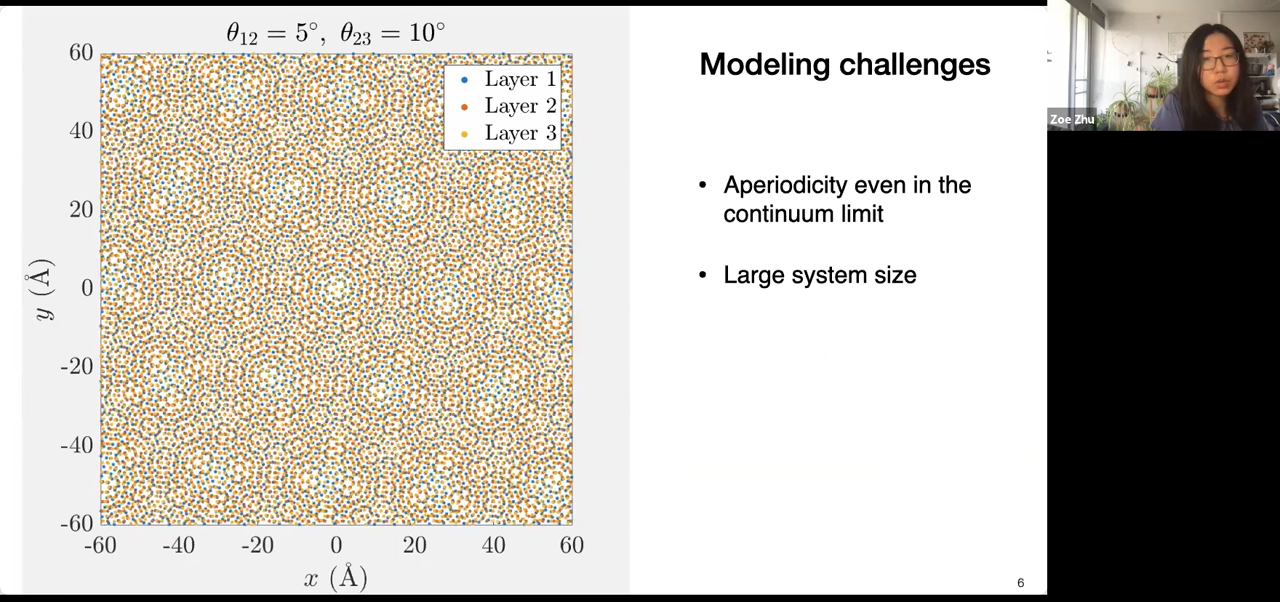 θ₁₂ = 5°, θ₂₃ = 10°
60
40
20
0
-20
-40
-60
y (Å)
Layer 1
Layer 2
Layer 3
-60 -40 -20 0 20 40 60
x (Å)
Modeling challenges
• Aperiodicity even in the
continuum limit
• Large system size
6
Zoe Zhu